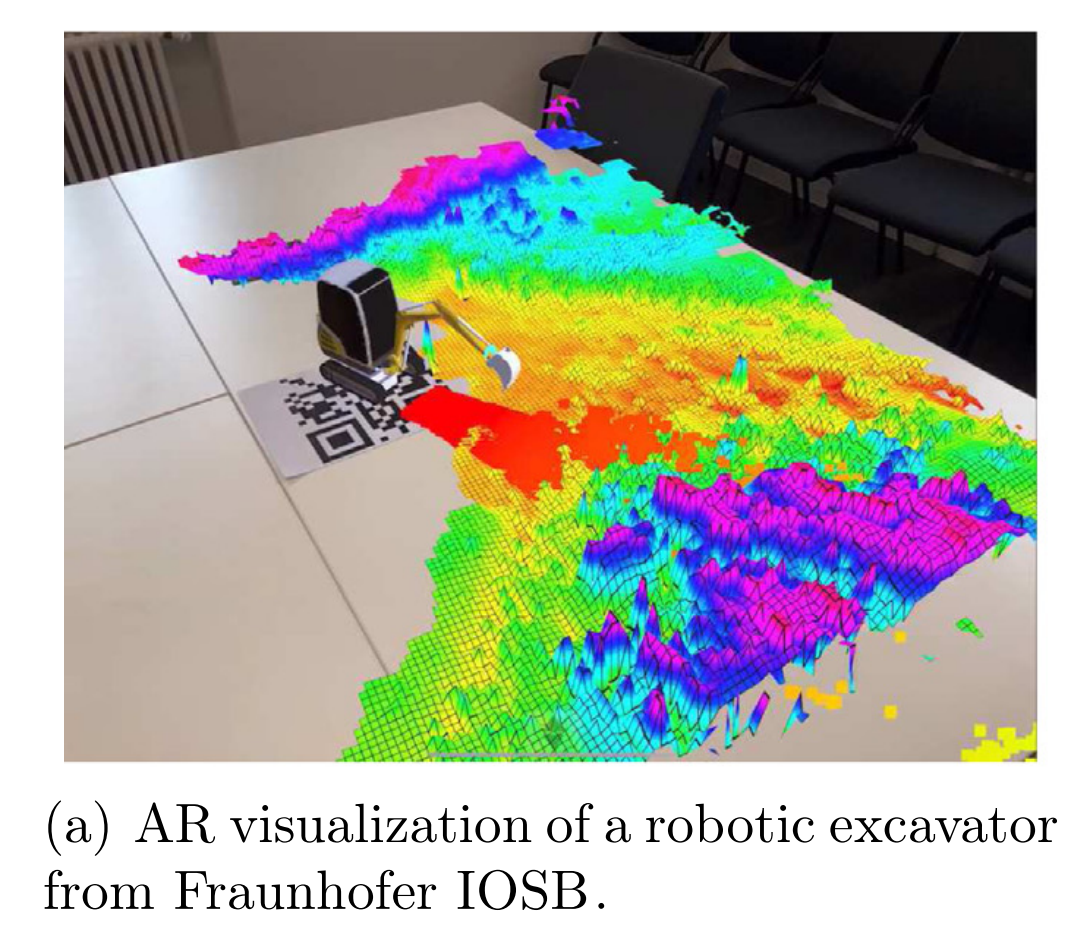 (a) AR visualization of a robotic excavator
from Fraunhofer IOSB.